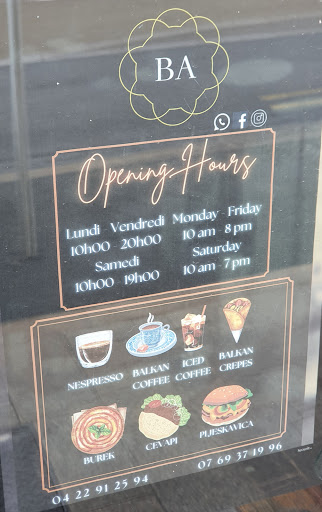 BA
Opening Hours
Lundi - Vendredi
10h00 - 20h00
Samedi
10h00 - 19h00
Monday - Friday
10 am - 8 pm
Saturday
10 am - 7 pm
NESPRESSO
BALKAN
COFFEE
ICED
COFFEE
BALKAN
CREPES
BUREK
CEVAPI
PLJESKAVICA
04 22 91 25 94
07 69 37 19 96